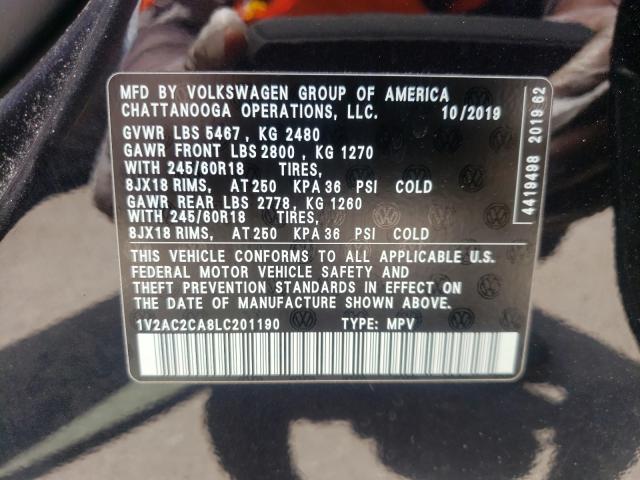 MFD BY VOLKSWAGEN GROUP OF AMERICA
CHATTANOOGA OPERATIONS, LLC. 10/2019
GVWR LBS 5467 , KG 2480
GAWR FRONT LBS 2800 , KG 1270
WITH 245/60R18 TIRES,
8JX18 RIMS, AT 250 KPA 36 PSI COLD
GAWR REAR LBS 2778, KG 1260
WITH 245/60R18 TIRES,
8JX18 RIMS, AT 250 KPA 36 PSI COLD
THIS VEHICLE CONFORMS TO ALL APPLICABLE U.S.
FEDERAL MOTOR VEHICLE SAFETY AND
THEFT PREVENTION STANDARDS IN EFFECT ON
THE DATE OF MANUFACTURE SHOWN ABOVE.
1V2AC2CA8LC201190 TYPE: MPV
4419498 2019 62